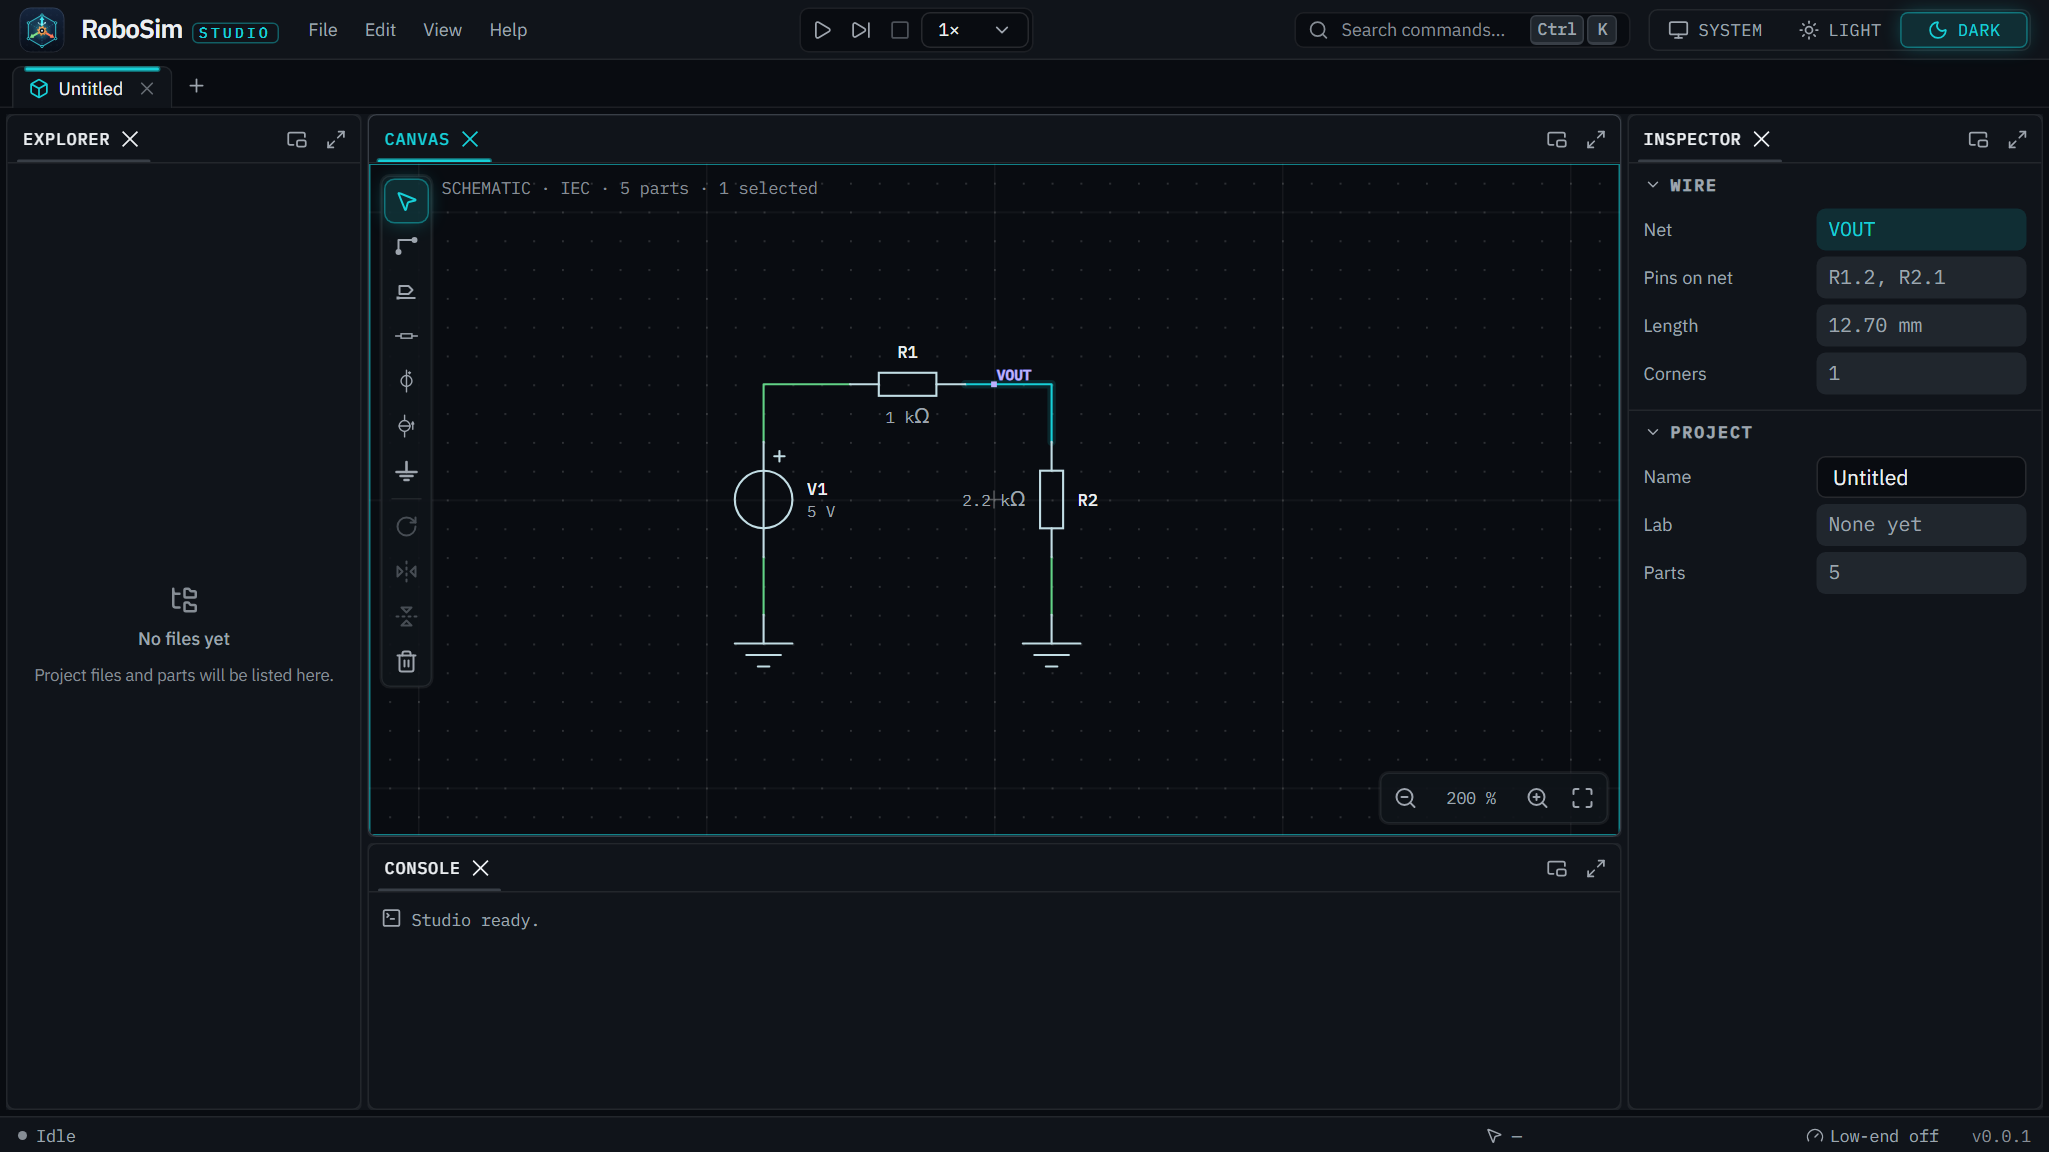 RoboSim STUDIO File Edit View Help 1× Search commands... Ctrl K SYSTEM LIGHT DARK
Untitled
EXPLORER
No files yet
Project files and parts will be listed here.
CANVAS
SCHEMATIC · IEC · 5 parts · 1 selected
R1
VOUT
1 kΩ
+
V1
5 V
2.2 kΩ
R2
200 %
CONSOLE
Studio ready.
INSPECTOR
WIRE
Net VOUT
Pins on net R1.2, R2.1
Length 12.70 mm
Corners 1
PROJECT
Name Untitled
Lab None yet
Parts 5
Idle – Low-end off v0.0.1